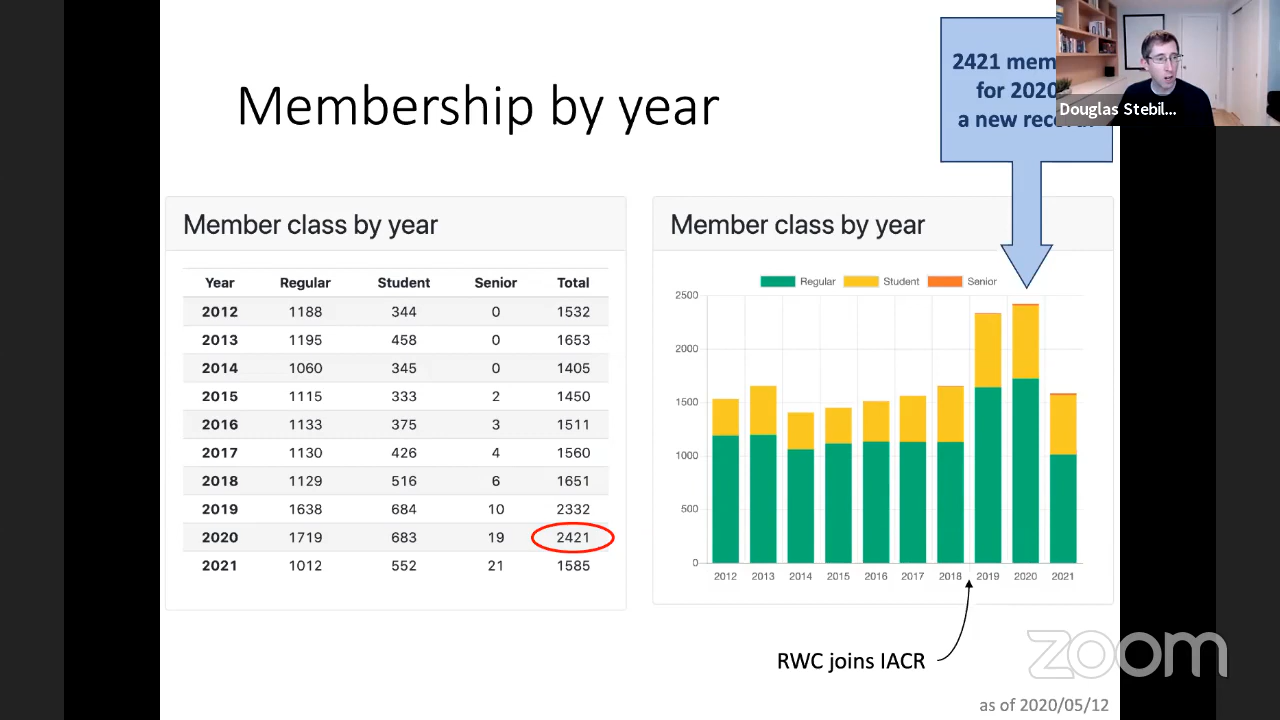 Membership by year
2421 mem
for 2020
a new reco
Douglas Stebil...
Member class by year
Year Regular Student Senior Total
2012 1188 344 0 1532
2013 1195 458 0 1653
2014 1060 345 0 1405
2015 1115 333 2 1450
2016 1133 375 3 1511
2017 1130 426 4 1560
2018 1129 516 6 1651
2019 1638 684 10 2332
2020 1719 683 19 2421
2021 1012 552 21 1585
Member class by year
Regular Student Senior
2500
2000
1500
1000
500
0
2012 2013 2014 2015 2016 2017 2018 2019 2020 2021
RWC joins IACR
zoom
as of 2020/05/12